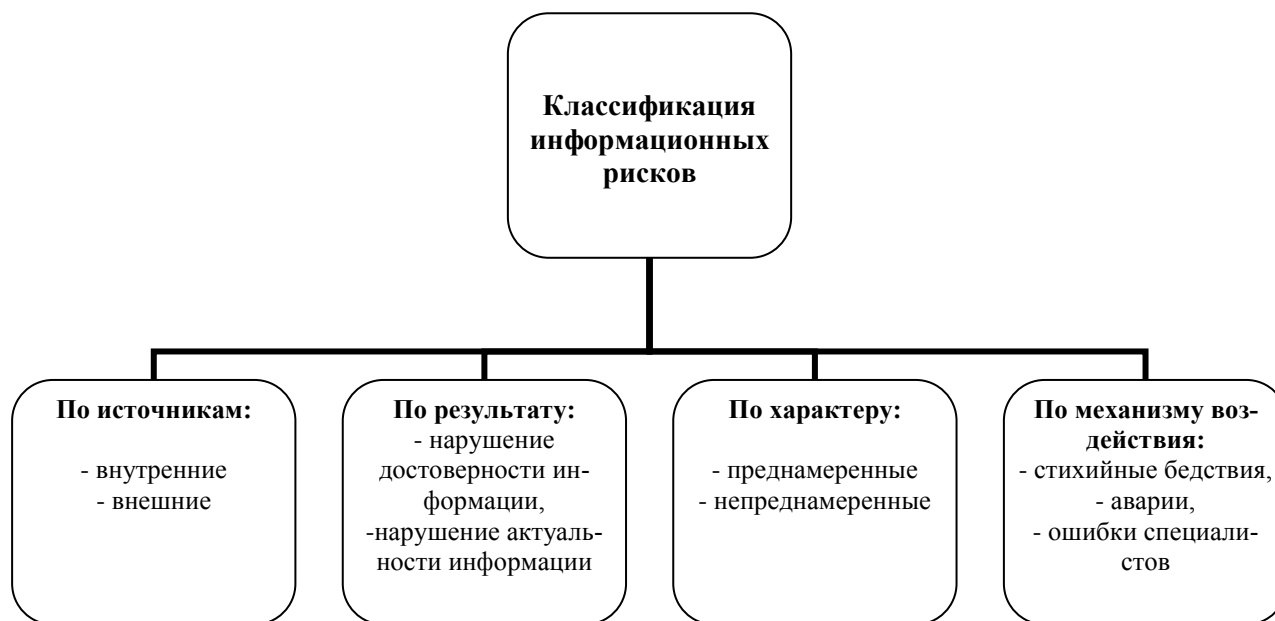 Классификация
информационных
рисков
По источникам:
- внутренние
- внешние
По результату:
- нарушение
достоверности ин-
формации,
-нарушение актуаль-
ности информации
По характеру:
- преднамеренные
- непреднамеренные
По механизму воз-
действия:
- стихийные бедствия,
- аварии,
- ошибки специали-
стов